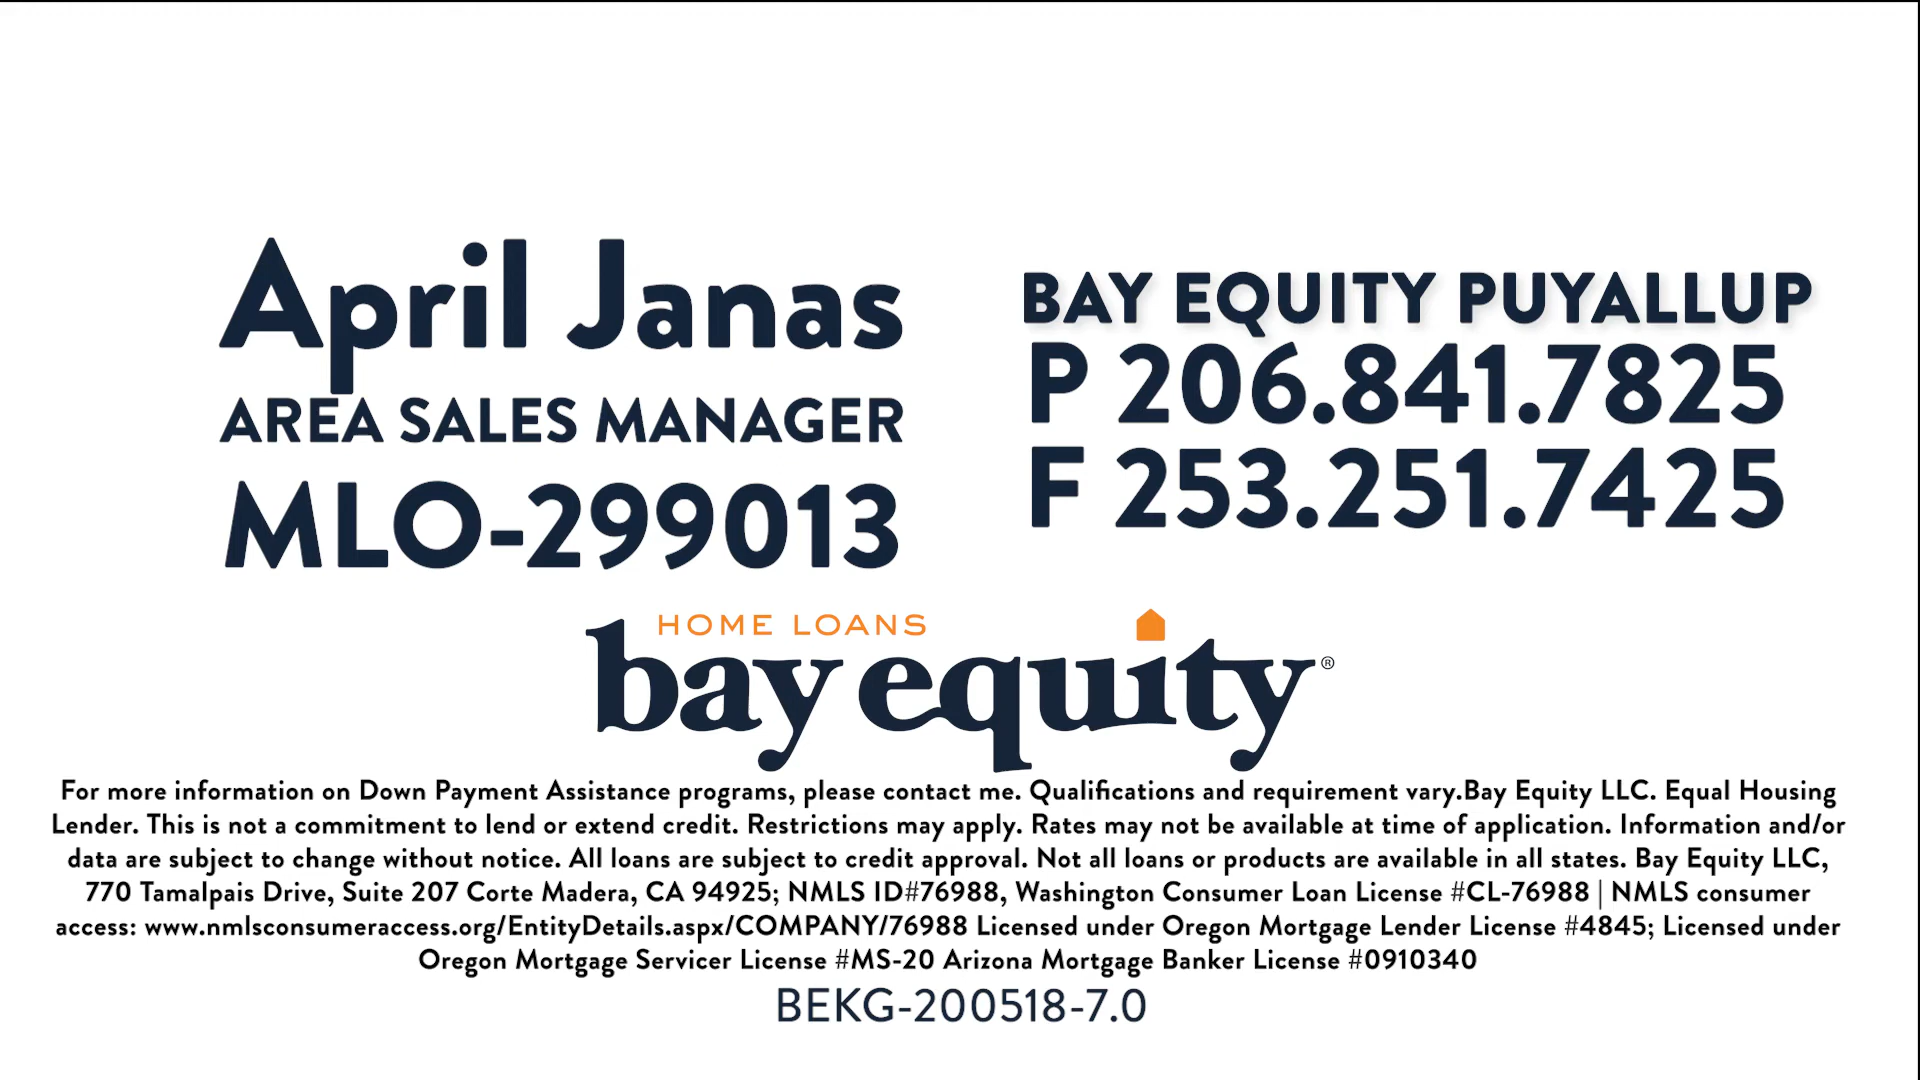 April Janas
AREA SALES MANAGER
MLO-299013
BAY EQUITY PUYALLUP
P 206.841.7825
F 253.251.7425
HOME LOANS
bay equity®
For more information on Down Payment Assistance programs, please contact me. Qualifications and requirement vary.Bay Equity LLC. Equal Housing
Lender. This is not a commitment to lend or extend credit. Restrictions may apply. Rates may not be available at time of application. Information and/or
data are subject to change without notice. All loans are subject to credit approval. Not all loans or products are available in all states. Bay Equity LLC,
770 Tamalpais Drive, Suite 207 Corte Madera, CA 94925; NMLS ID#76988, Washington Consumer Loan License #CL-76988 | NMLS consumer
access: www.nmlsconsumeraccess.org/EntityDetails.aspx/COMPANY/76988 Licensed under Oregon Mortgage Lender License #4845; Licensed under
Oregon Mortgage Servicer License #MS-20 Arizona Mortgage Banker License #0910340
BEKG-200518-7.0